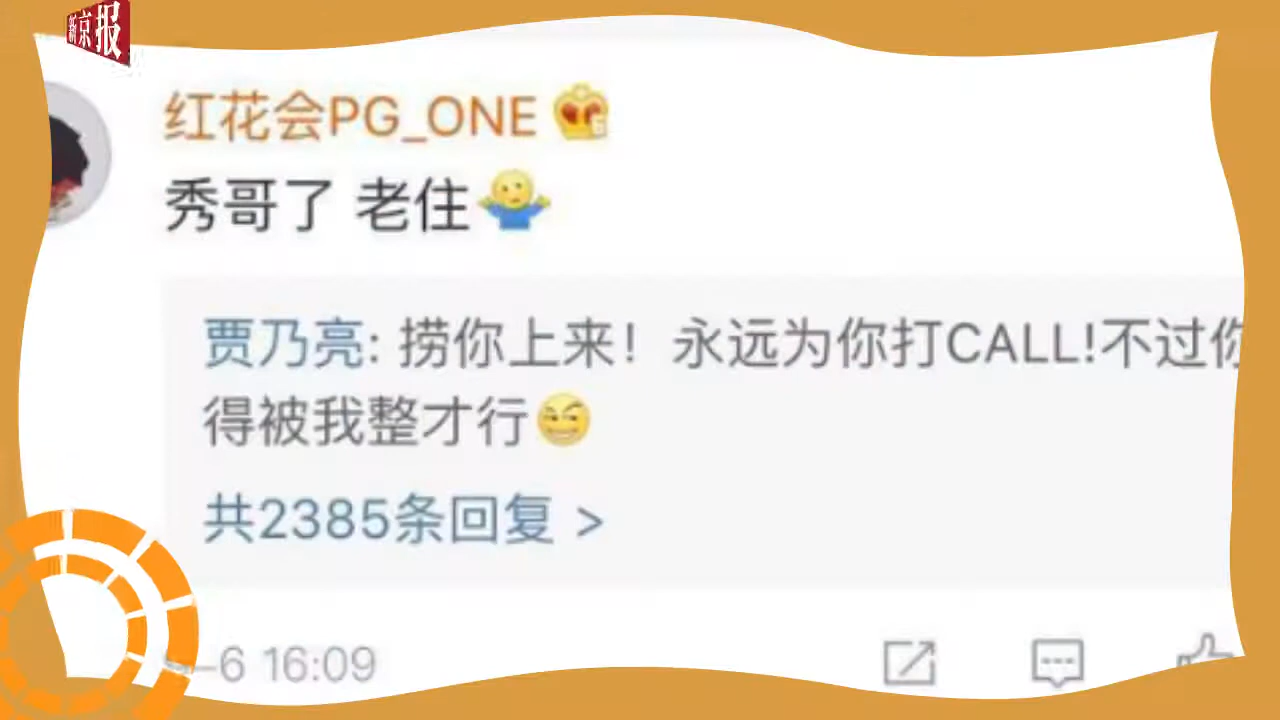 新京报
红花会PG_ONE
秀哥了 老住
贾乃亮: 捞你上来！永远为你打CALL!不过你
得被我整才行
共2385条回复 >
-6 16:09